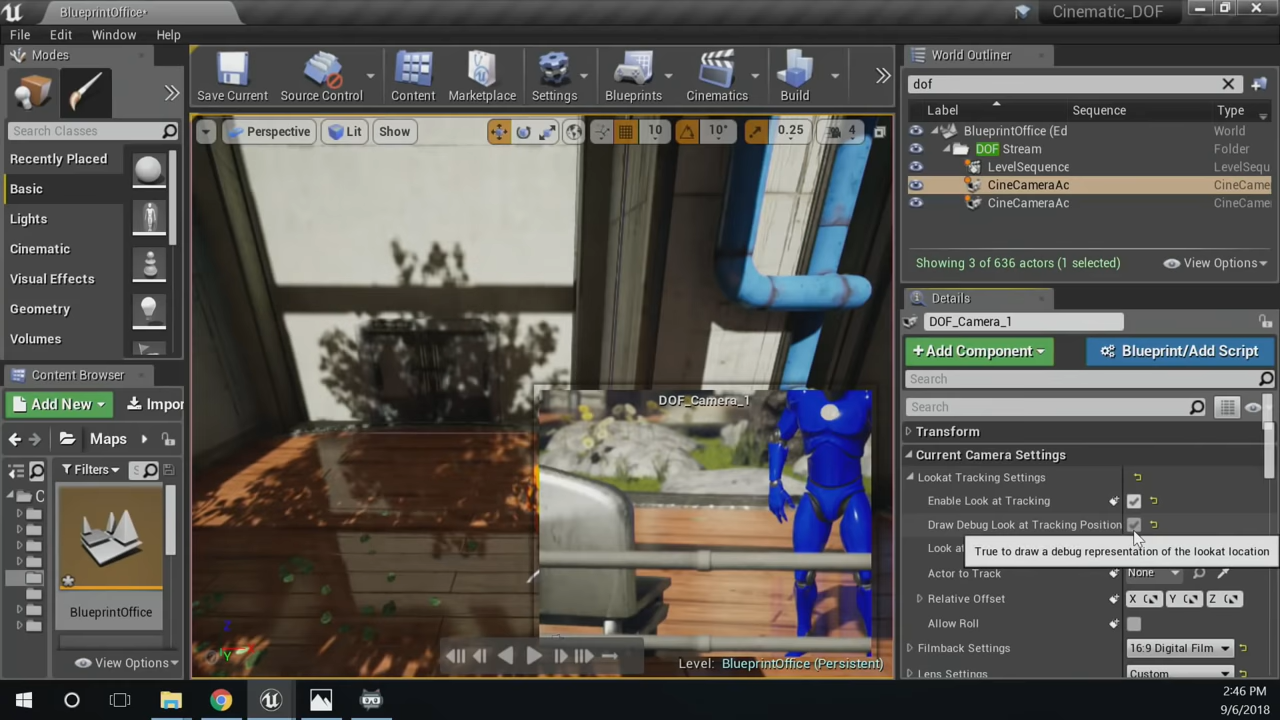 BlueprintOffice*
Cinematic_DOF
File Edit Window Help
Modes
Search Classes
Recently Placed
Basic
Lights
Cinematic
Visual Effects
Geometry
Volumes
Save Current
Source Control
Content
Marketplace
Settings
Blueprints
Cinematics
Build
Perspective
Lit
Show
10
10°
0.25
4
DOF_Camera_1
Level: BlueprintOffice (Persistent)
Content Browser
Add New
Impor
Maps
Filters
S
C
BlueprintOffice
View Options
World Outliner
dof
Label Sequence Type
BlueprintOffice (Ed World
DOF Stream Folder
LevelSequence LevelSequ
CineCameraAc CineCame
CineCameraAc CineCame
Showing 3 of 636 actors (1 selected)
View Options
Details
DOF_Camera_1
+Add Component
Blueprint/Add Script
Search
Search
Transform
Current Camera Settings
Lookat Tracking Settings
Enable Look at Tracking
Draw Debug Look at Tracking Position
Look at
True to draw a debug representation of the lookat location
Actor to Track None
Relative Offset X Y Z
Allow Roll
Filmback Settings 16:9 Digital Film
Lens Settings Custom
2:46 PM
9/6/2018